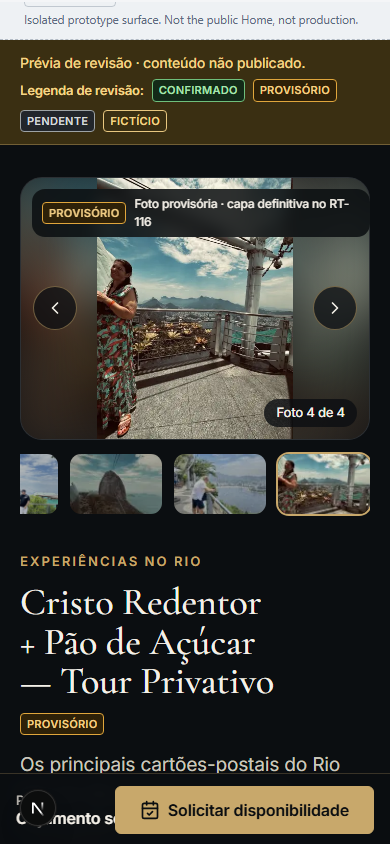 Isolated prototype surface. Not the public Home, not production.
Prévia de revisão · conteúdo não publicado.
Legenda de revisão: CONFIRMADO PROVISÓRIO
PENDENTE FICTÍCIO
PROVISÓRIO Foto provisória · capa definitiva no RT-
116
Foto 4 de 4
EXPERIÊNCIAS NO RIO
Cristo Redentor
+ Pão de Açúcar
— Tour Privativo
PROVISÓRIO
Os principais cartões-postais do Rio
N
Solicitar disponibilidade